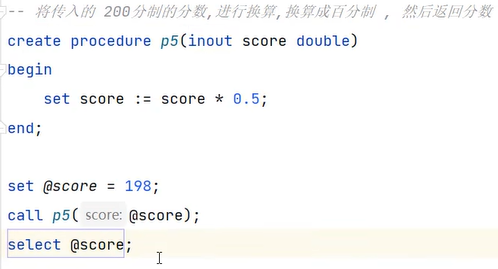 -- 将传入的 200分制的分数,进行换算,换算成百分制 , 然后返回分数
create procedure p5(inout score double)
begin
set score := score * 0.5;
end;
set @score = 198;
call p5( score: @score);
select @score;